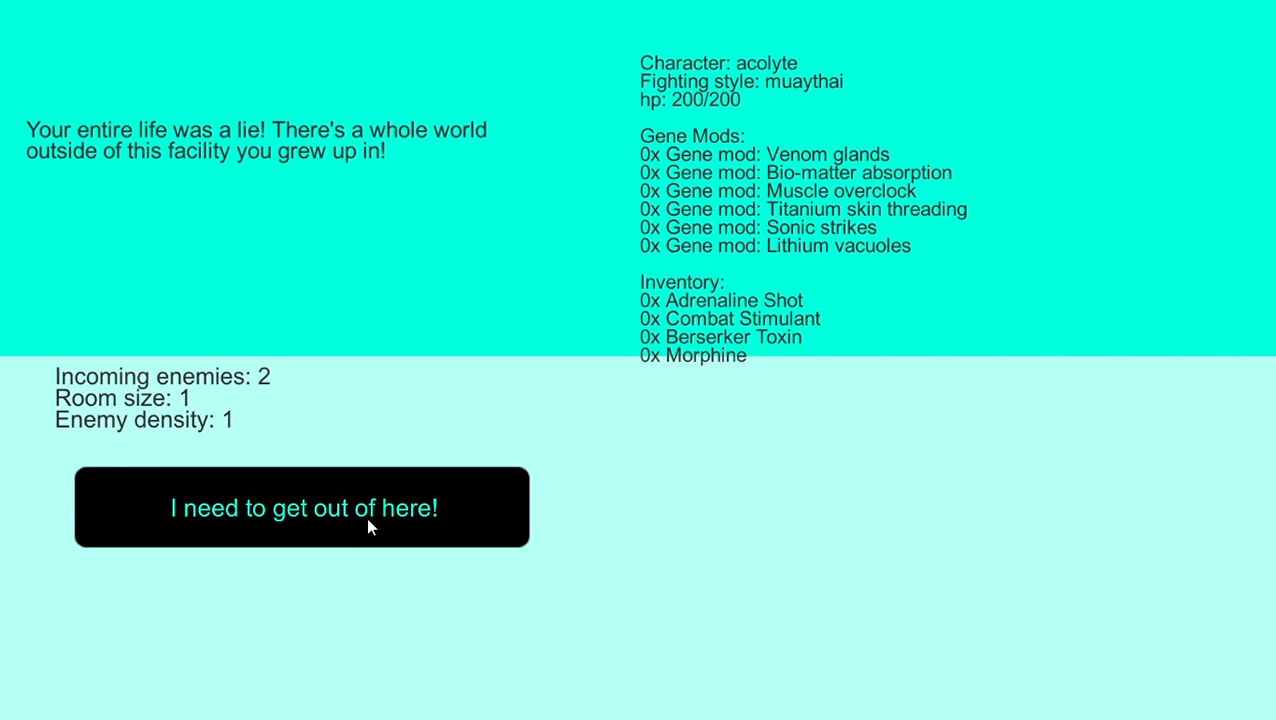 Your entire life was a lie! There's a whole world
outside of this facility you grew up in!
Character: acolyte
Fighting style: muaythai
hp: 200/200
Gene Mods:
0x Gene mod: Venom glands
0x Gene mod: Bio-matter absorption
0x Gene mod: Muscle overclock
0x Gene mod: Titanium skin threading
0x Gene mod: Sonic strikes
0x Gene mod: Lithium vacuoles
Inventory:
0x Adrenaline Shot
0x Combat Stimulant
0x Berserker Toxin
0x Morphine
Incoming enemies: 2
Room size: 1
Enemy density: 1
I need to get out of here!